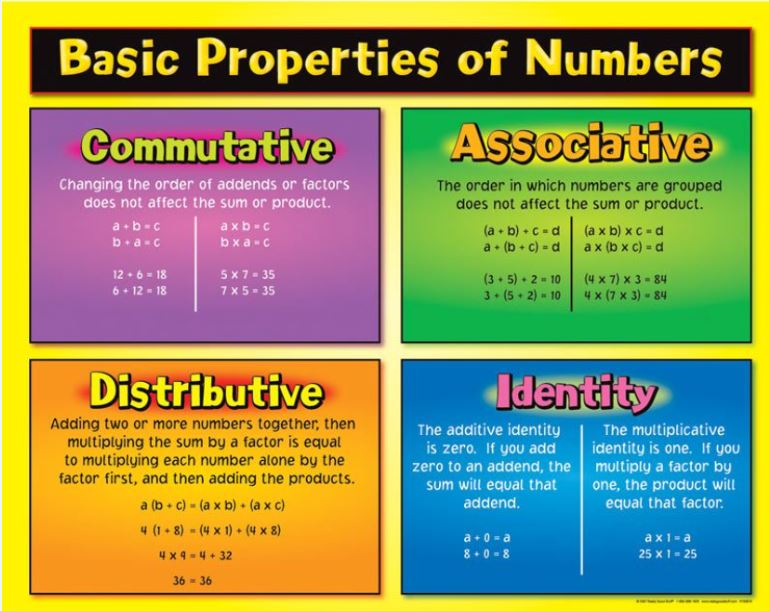 Basic Properties of Numbers
Commutative
Changing the order of addends or factors
does not affect the sum or product.
a + b = c
b + a = c
12 + 6 = 18
6 + 12 = 18
a x b = c
b x a = c
5 x 7 = 35
7 x 5 = 35
Associative
The order in which numbers are grouped
does not affect the sum or product.
(a + b) + c = d
a + (b + c) = d
(3 + 5) + 2 = 10
3 + (5 + 2) = 10
(a x b) x c = d
a x (b x c) = d
(4 x 7) x 3 = 84
4 x (7 x 3) = 84
Distributive
Adding two or more numbers together, then
multiplying the sum by a factor is equal
to multiplying each number alone by the
factor first, and then adding the products.
a (b + c) = (a x b) + (a x c)
4 (1 + 8) = (4 x 1) + (4 x 8)
4 x 9 = 4 + 32
36 = 36
Identity
The additive identity
is zero. If you add
zero to an addend, the
sum will equal that
addend.
a + 0 = a
8 + 0 = 8
The multiplicative
identity is one. If you
multiply a factor by
one, the product will
equal that factor.
a x 1 = a
25 x 1 = 25